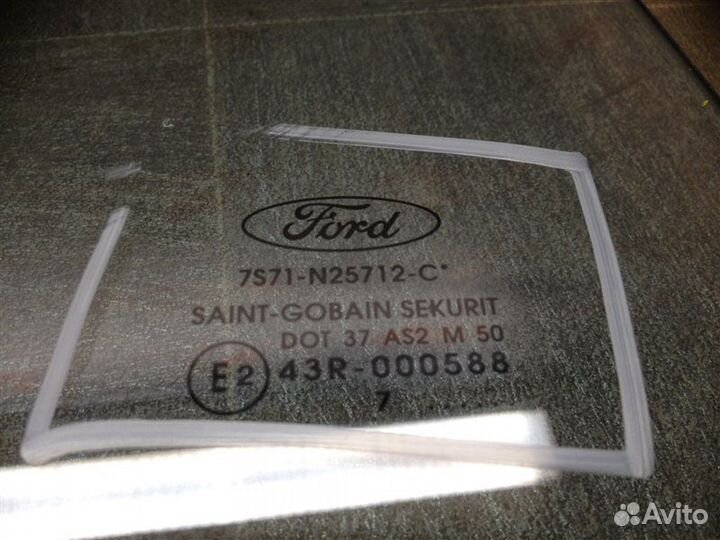 Ford
7S71-N25712-C*
SAINT-GOBAIN SEKURIT
DOT 37 AS2 M 50
E2 43R-000588
7 .....
Avito